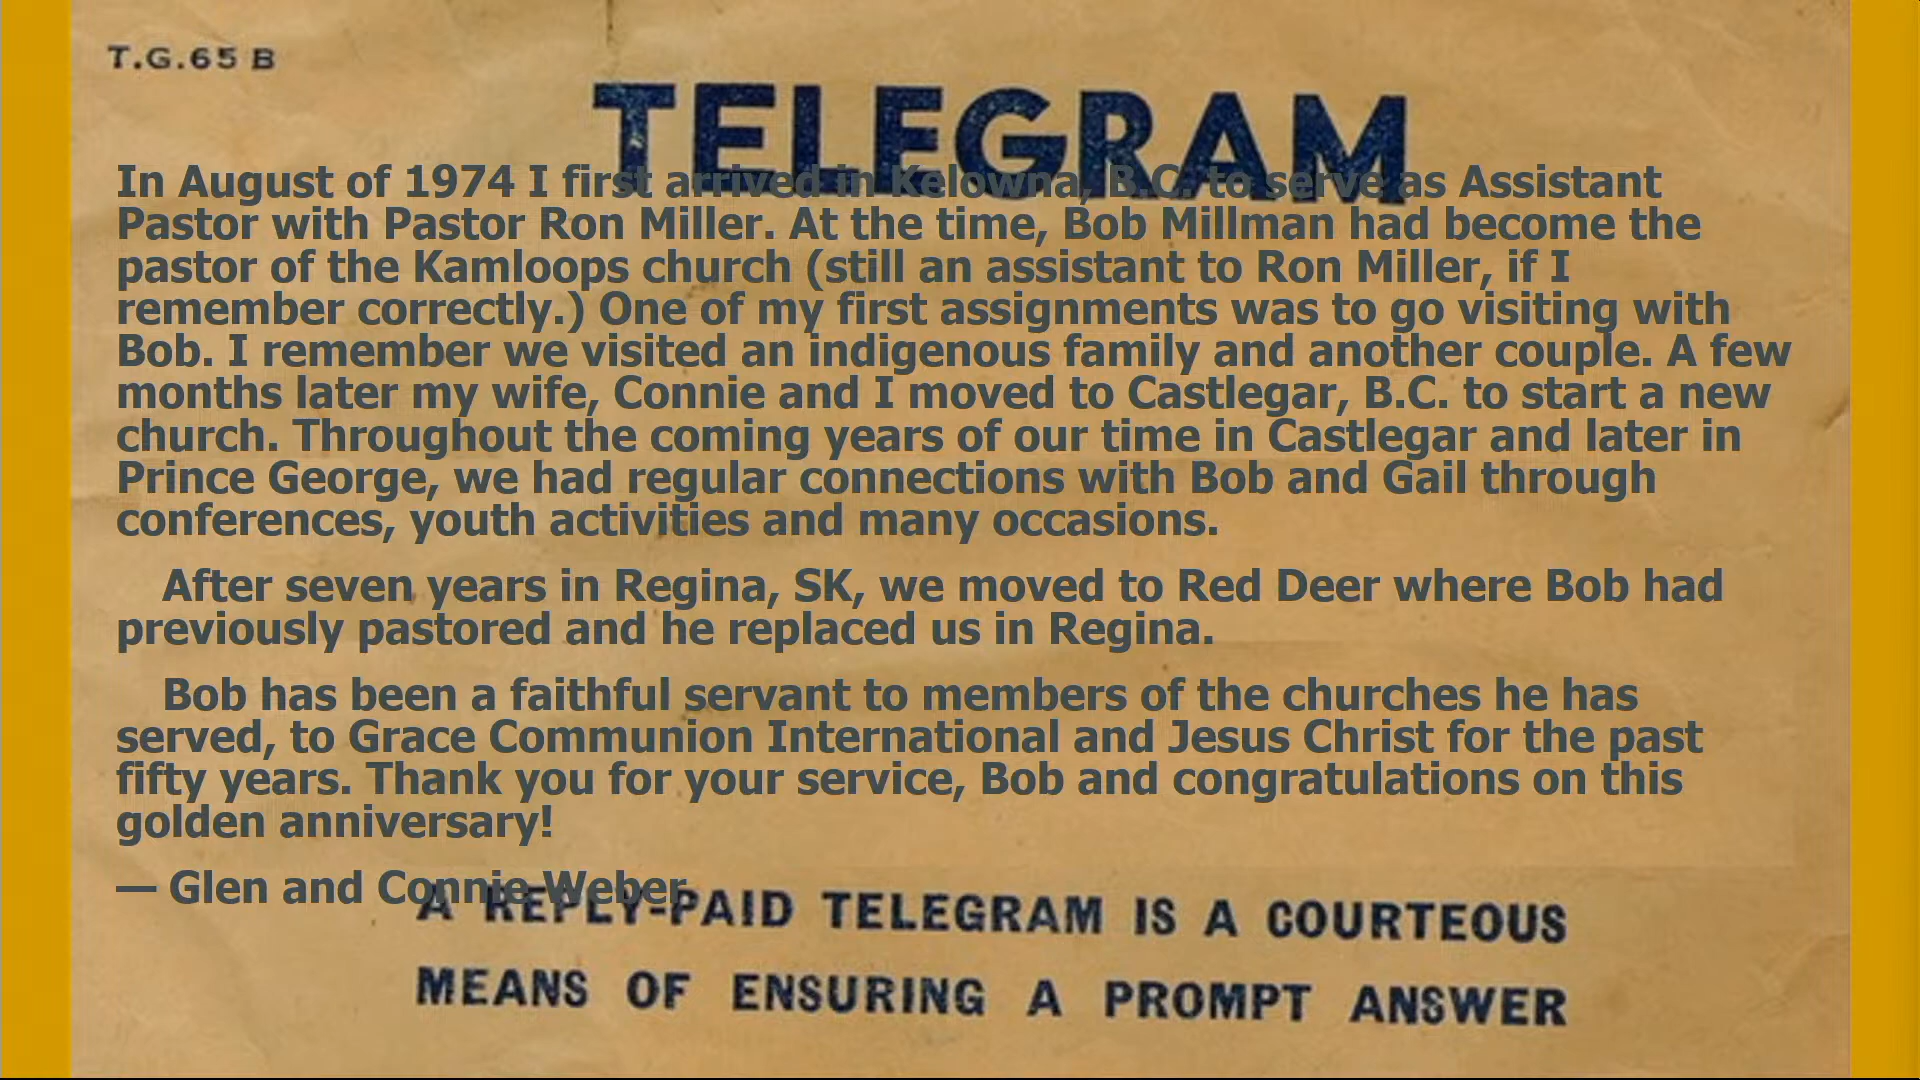 T.G.65 B
TELEGRAM
In August of 1974 I first arrived in Kelowna, B.C. to serve as Assistant
Pastor with Pastor Ron Miller. At the time, Bob Millman had become the
pastor of the Kamloops church (still an assistant to Ron Miller, if I
remember correctly.) One of my first assignments was to go visiting with
Bob. I remember we visited an indigenous family and another couple. A few
months later my wife, Connie and I moved to Castlegar, B.C. to start a new
church. Throughout the coming years of our time in Castlegar and later in
Prince George, we had regular connections with Bob and Gail through
conferences, youth activities and many occasions.
After seven years in Regina, SK, we moved to Red Deer where Bob had
previously pastored and he replaced us in Regina.
Bob has been a faithful servant to members of the churches he has
served, to Grace Communion International and Jesus Christ for the past
fifty years. Thank you for your service, Bob and congratulations on this
golden anniversary!
— Glen and Connie Weber
A REPLY-PAID TELEGRAM IS A COURTEOUS
MEANS OF ENSURING A PROMPT ANSWER